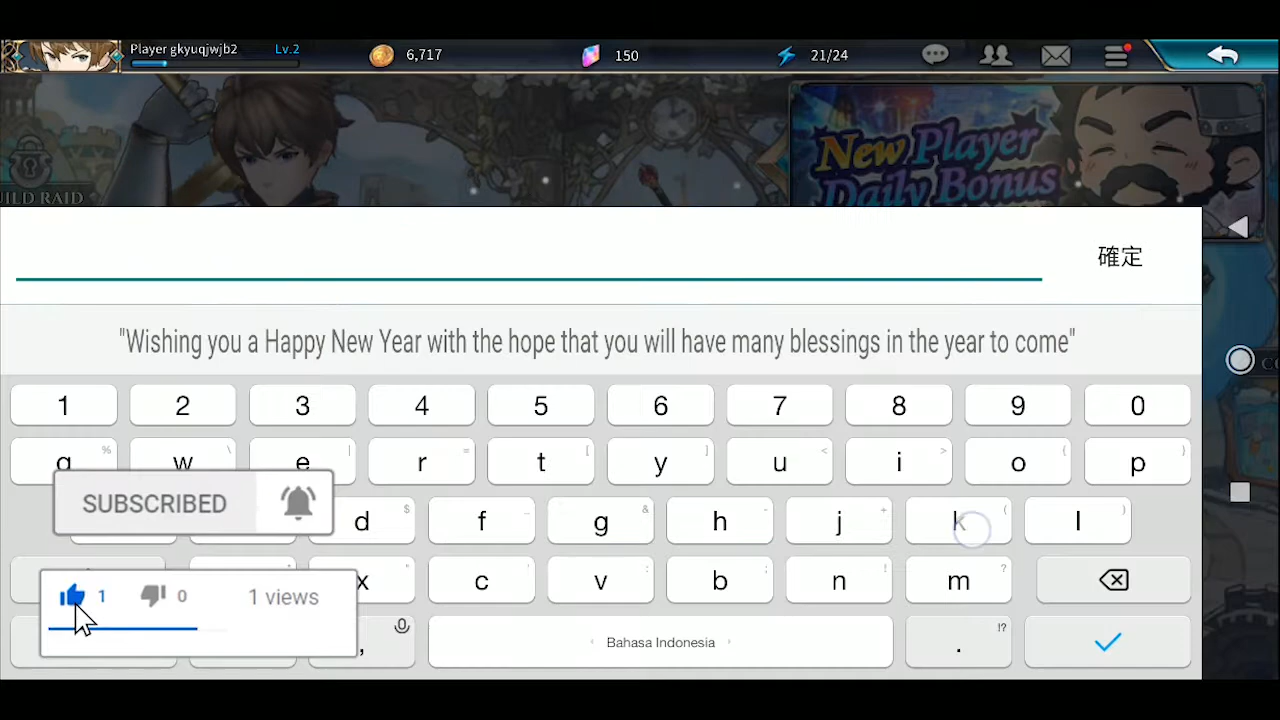 Player gkyuqjwjb2
Lv.2
6,717
150
21/24
UILD RAID
New Player
Daily Bonus
確定
"Wishing you a Happy New Year with the hope that you will have many blessings in the year to come"
1 2 3 4 5 6 7 8 9 0
q w e r t y u i o p
SUBSCRIBED
d f g h j k l
x c v b n m
1 0 1 views
, Bahasa Indonesia . !?